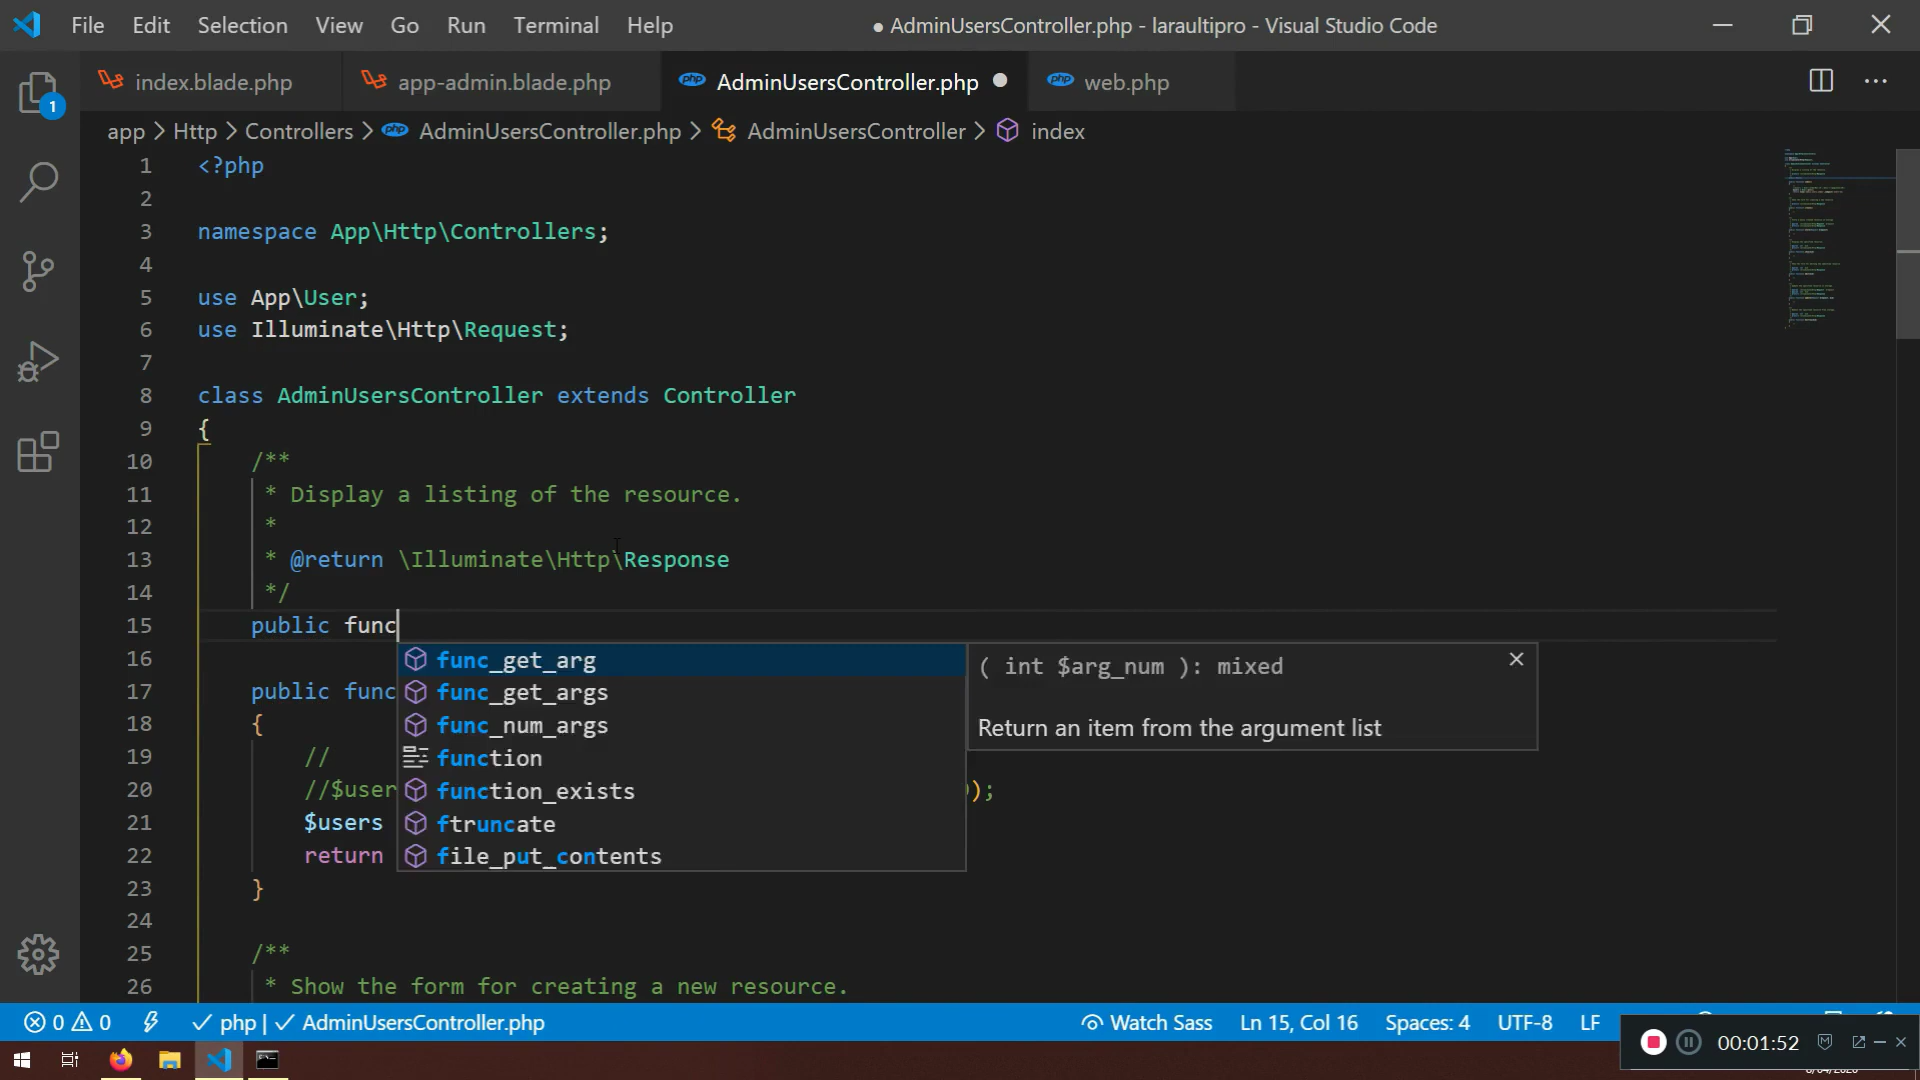 File Edit Selection View Go Run Terminal Help
● AdminUsersController.php - laraultipro - Visual Studio Code
1
index.blade.php
app-admin.blade.php
php AdminUsersController.php
php web.php
app > Http > Controllers > php AdminUsersController.php > AdminUsersController > index
1 <?php
2
3 namespace App\Http\Controllers;
4
5 use App\User;
6 use Illuminate\Http\Request;
7
8 class AdminUsersController extends Controller
9 {
10 /**
11 * Display a listing of the resource.
12 *
13 * @return \Illuminate\Http\Response
14 */
15 public func
16
17 public func
18 {
19 //
20 //$user );
21 $users
22 return
23 }
24
25 /**
26 * Show the form for creating a new resource.
func_get_arg
func_get_args
func_num_args
function
function_exists
ftruncate
file_put_contents
( int $arg_num ): mixed
Return an item from the argument list
0 0 php | AdminUsersController.php
Watch Sass Ln 15, Col 16 Spaces: 4 UTF-8 LF
00:01:52